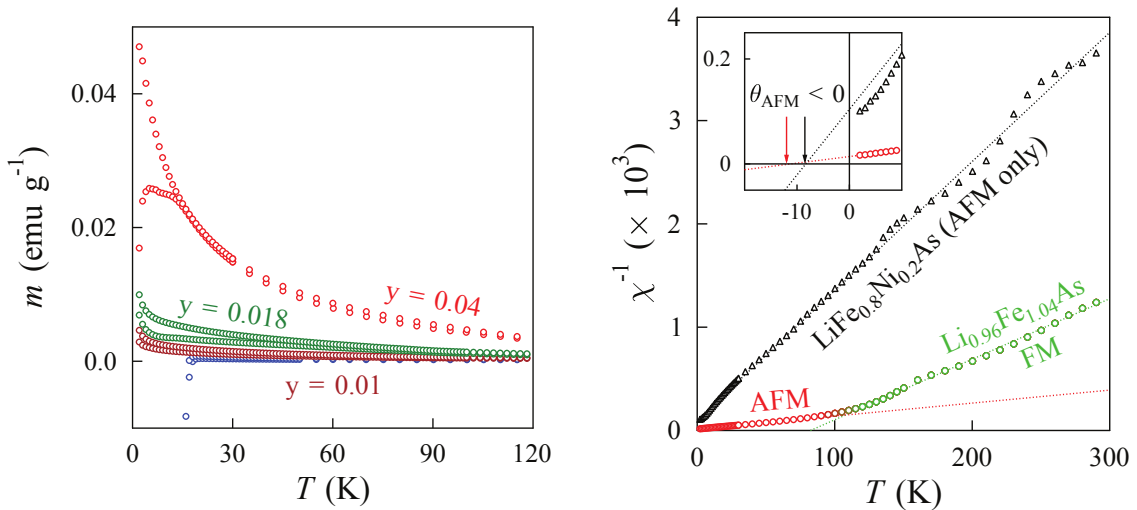 m (emu g⁻¹)
0.04
0.02
0.0
y = 0.04
y = 0.018
y = 0.01
0 30 60 90 120
T (K)
χ⁻¹ (× 10³)
4
3
2
1
0
0.2
0
θAFM < 0
-10 0
LiFe0.8Ni0.2As (AFM only)
Li0.96Fe1.04As
FM
AFM
0 100 200 300
T (K)